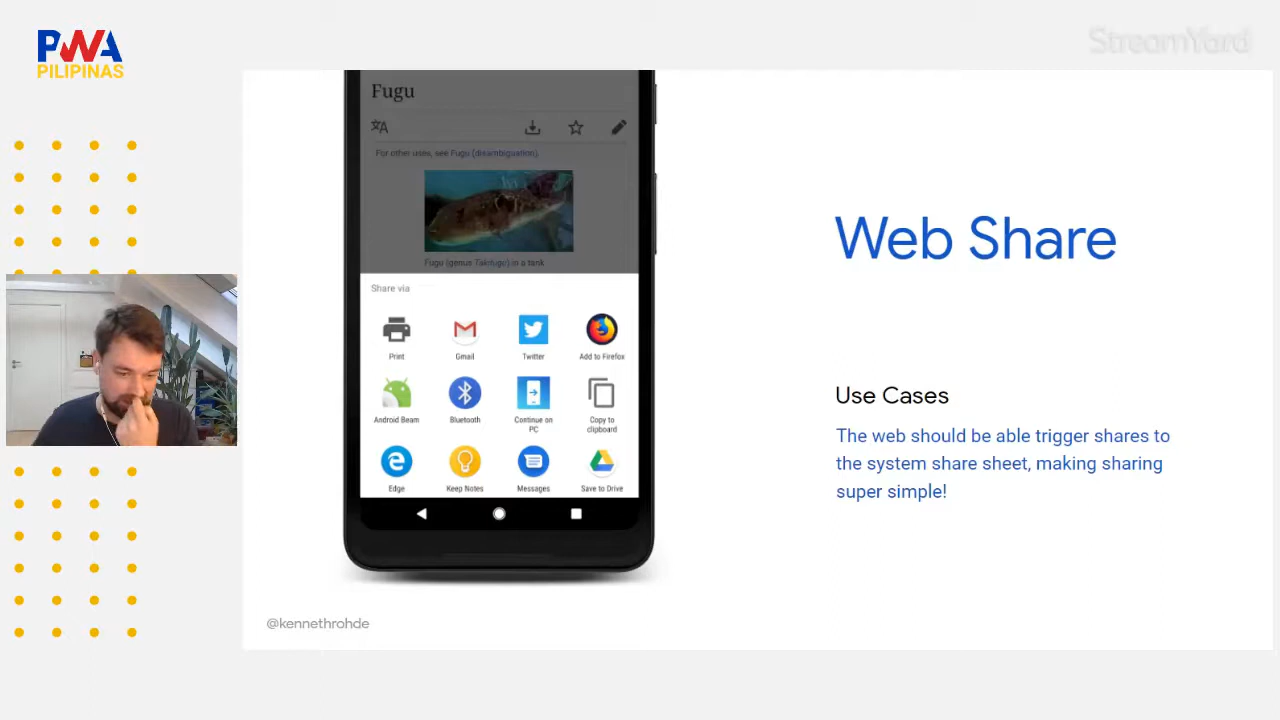 PWA
PILIPINAS
StreamYard
Fugu
For other uses, see Fugu (disambiguation).
Fugu (genus Takifugu) in a tank
Share via
Print
Gmail
Twitter
Add to Firefox
Android Beam
Bluetooth
Continue on
PC
Copy to
clipboard
Edge
Keep Notes
Messages
Save to Drive
Web Share
Use Cases
The web should be able trigger shares to
the system share sheet, making sharing
super simple!
@kennethrohde